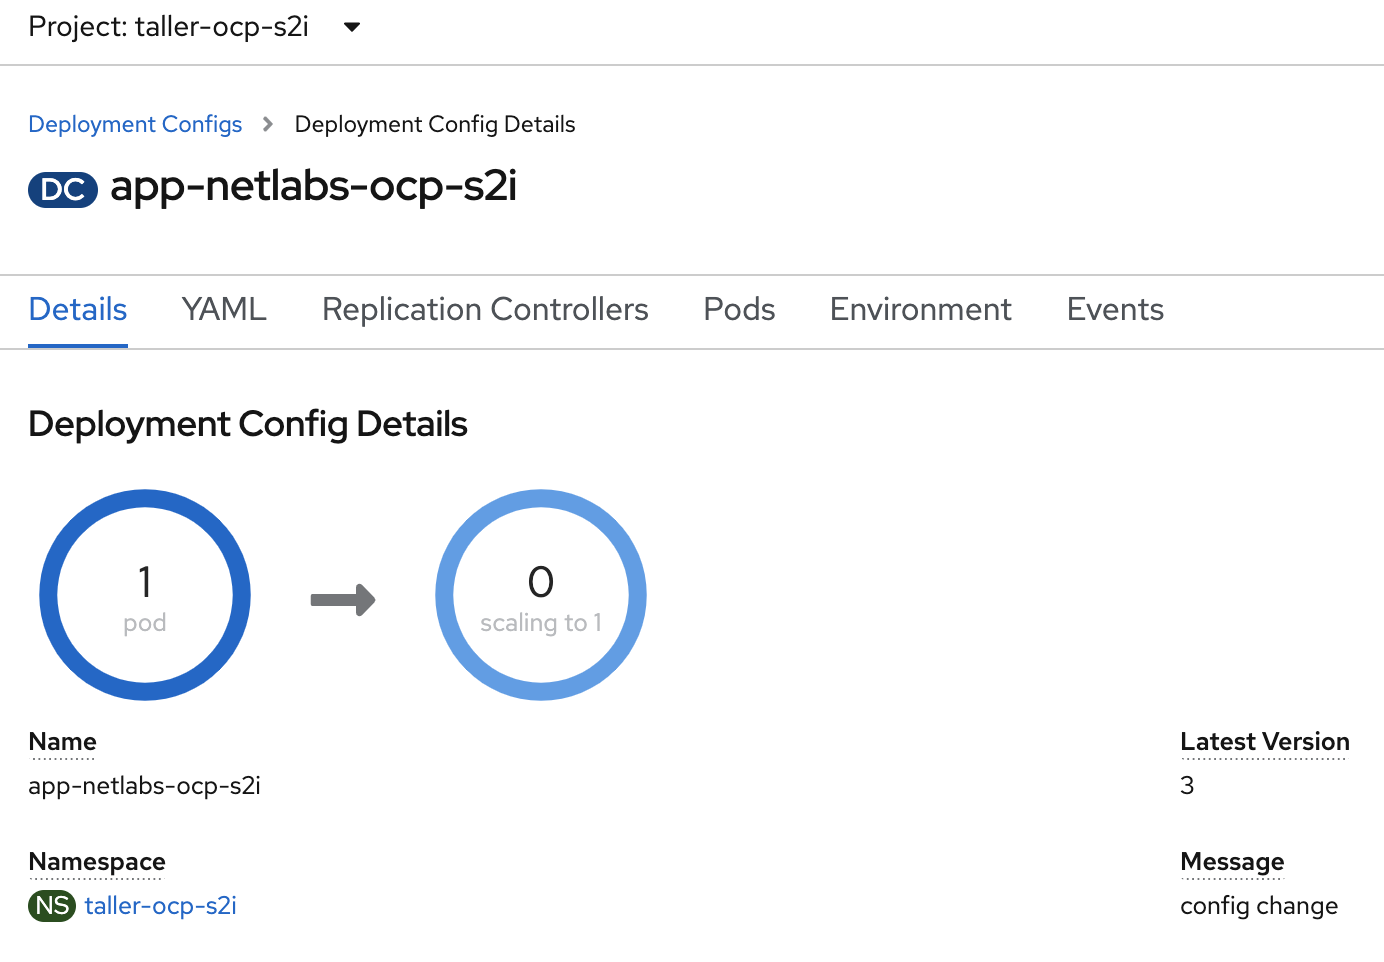 Project: taller-ocp-s2i
Deployment Configs > Deployment Config Details
DC app-netlabs-ocp-s2i
Details YAML Replication Controllers Pods Environment Events
Deployment Config Details
1
pod
0
scaling to 1
Name
app-netlabs-ocp-s2i
Latest Version
3
Namespace
NS taller-ocp-s2i
Message
config change